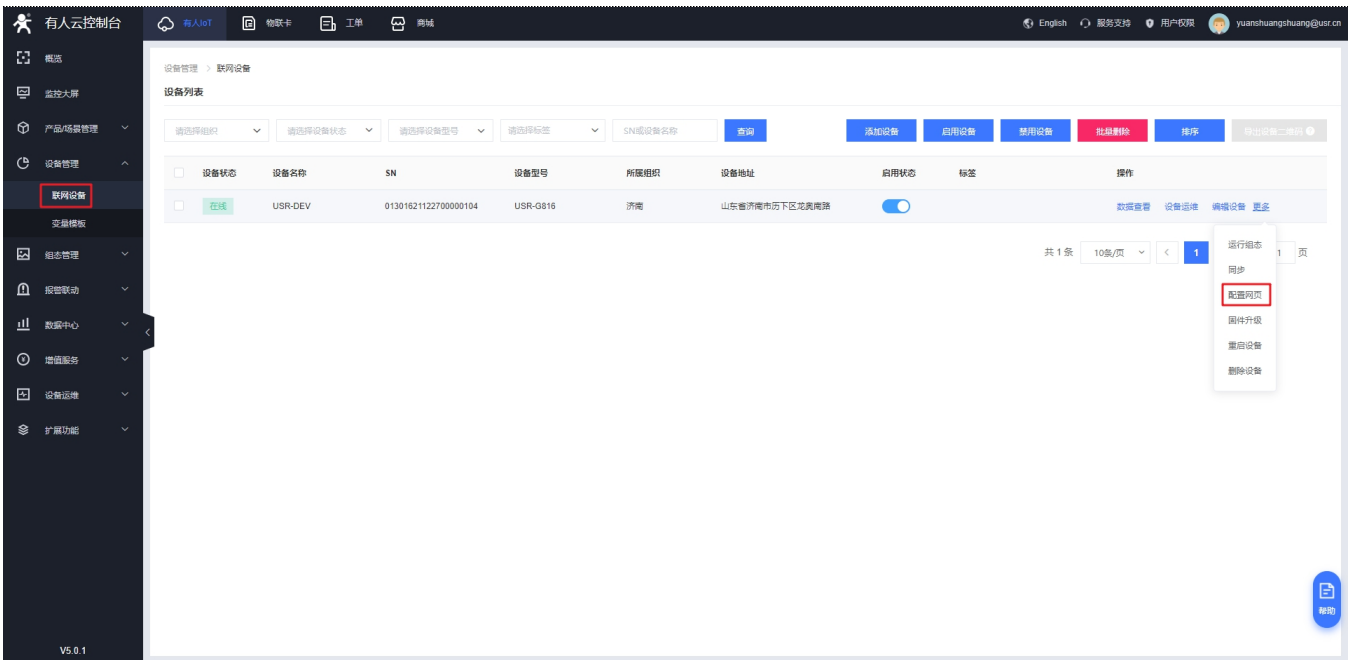 有人云控制台
有人IoT 物联卡 工单 商城 English 服务支持 用户权限 yuanshuangshuang@usr.cn
概览
监控大屏
产品/场景管理
设备管理
联网设备
变量模板
组态管理
报警联动
数据中心
增值服务
设备运维
扩展功能
V5.0.1
设备管理 > 联网设备
设备列表
请选择组织 请选择设备状态 请选择设备型号 请选择标签 SN或设备名称 查询 添加设备 启用设备 禁用设备 批量删除 排序 导出设备二维码
设备状态 设备名称 SN 设备型号 所属组织 设备地址 启用状态 标签 操作
在线 USR-DEV 01301621122700000104 USR-G816 济南 山东省济南市历下区龙奥南路 数据查看 设备运维 编辑设备 更多
共 1 条 10条/页 < 1 1 页
运行组态
同步
配置网页
固件升级
重启设备
删除设备
帮助